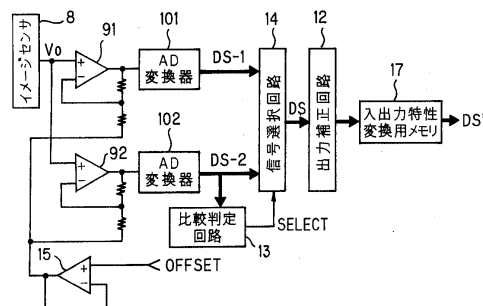 8
イメージセンサ
Vo
91
+
−
101
AD
変換器
DS-1
14
信号選択回路
DS
12
出力補正回路
17
入出力特性
変換用メモリ
DS'
92
+
−
102
AD
変換器
DS-2
比較判定
回路
13
SELECT
15
+
−
OFFSET